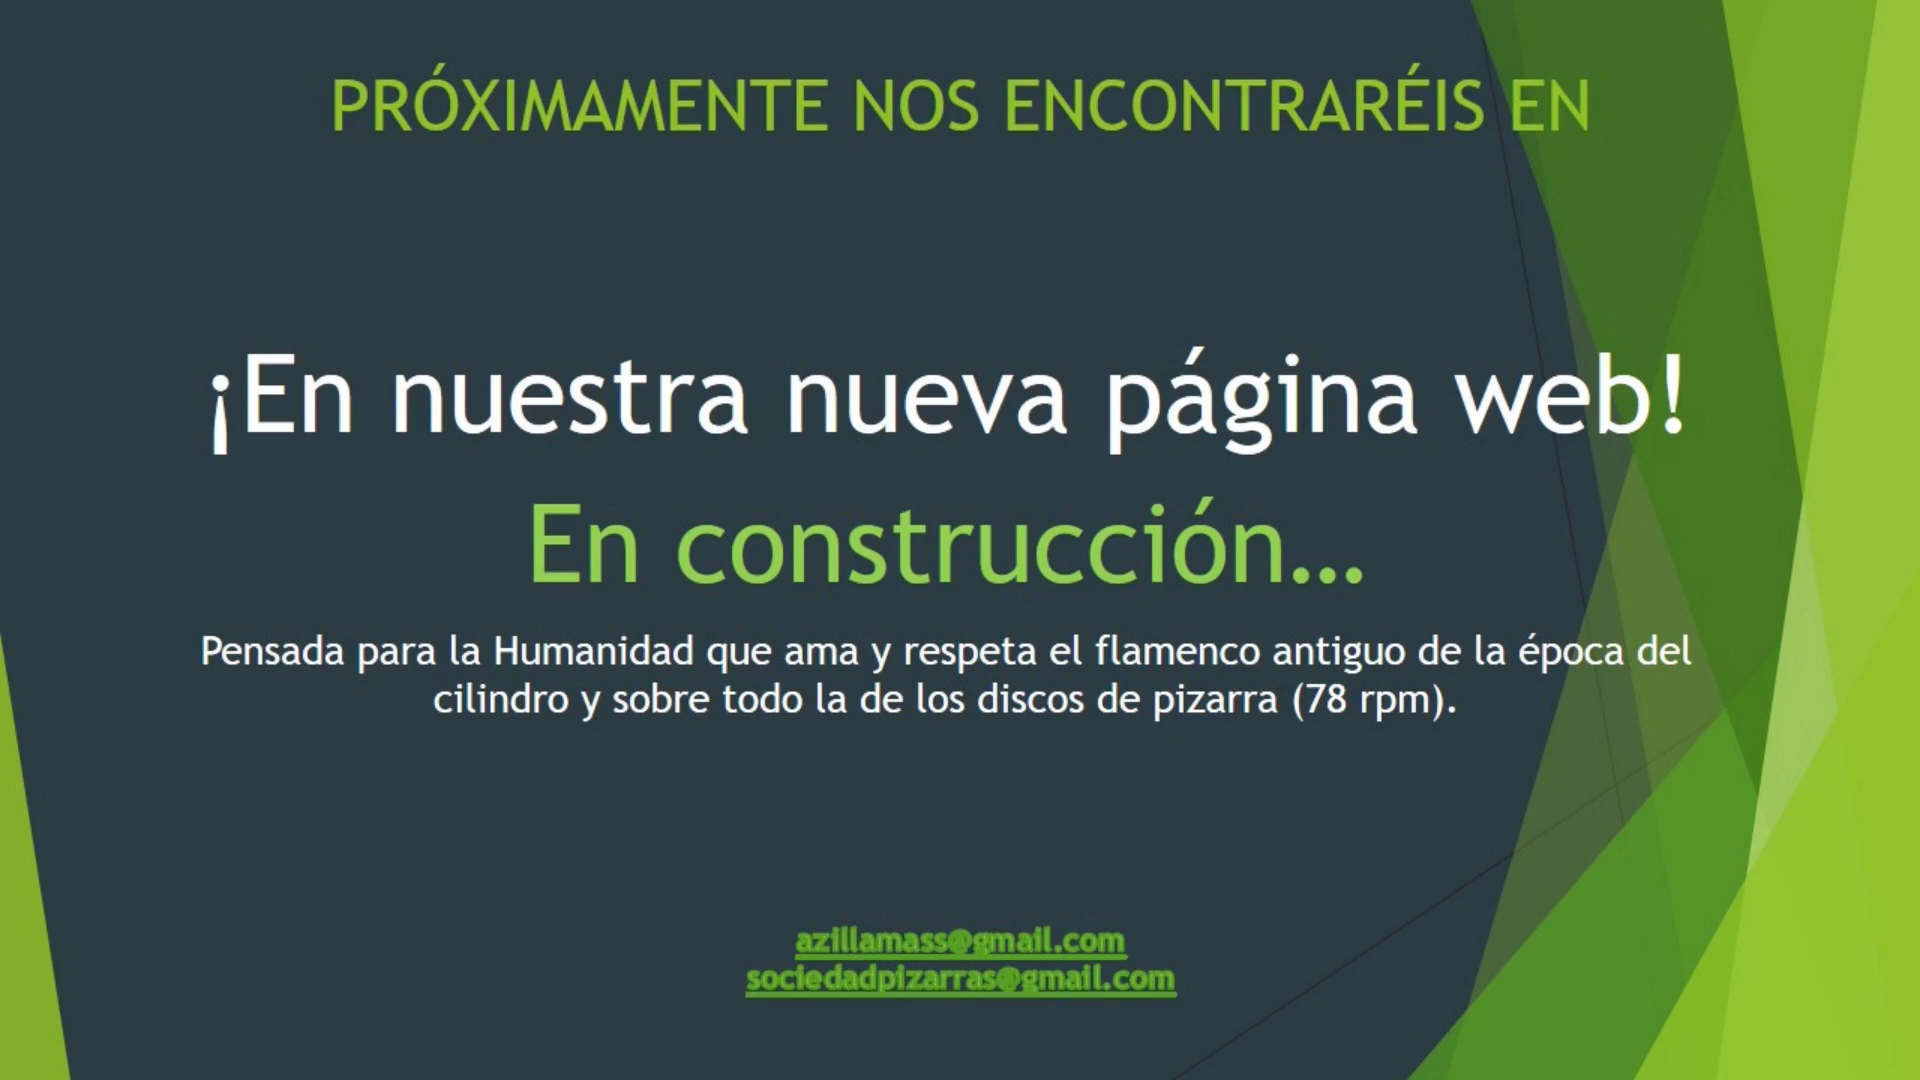 PRÓXIMAMENTE NOS ENCONTRARÉIS EN
¡En nuestra nueva página web!
En construcción...
Pensada para la Humanidad que ama y respeta el flamenco antiguo de la época del
cilindro y sobre todo la de los discos de pizarra (78 rpm).
azillamass@gmail.com
sociedadpizarras@gmail.com